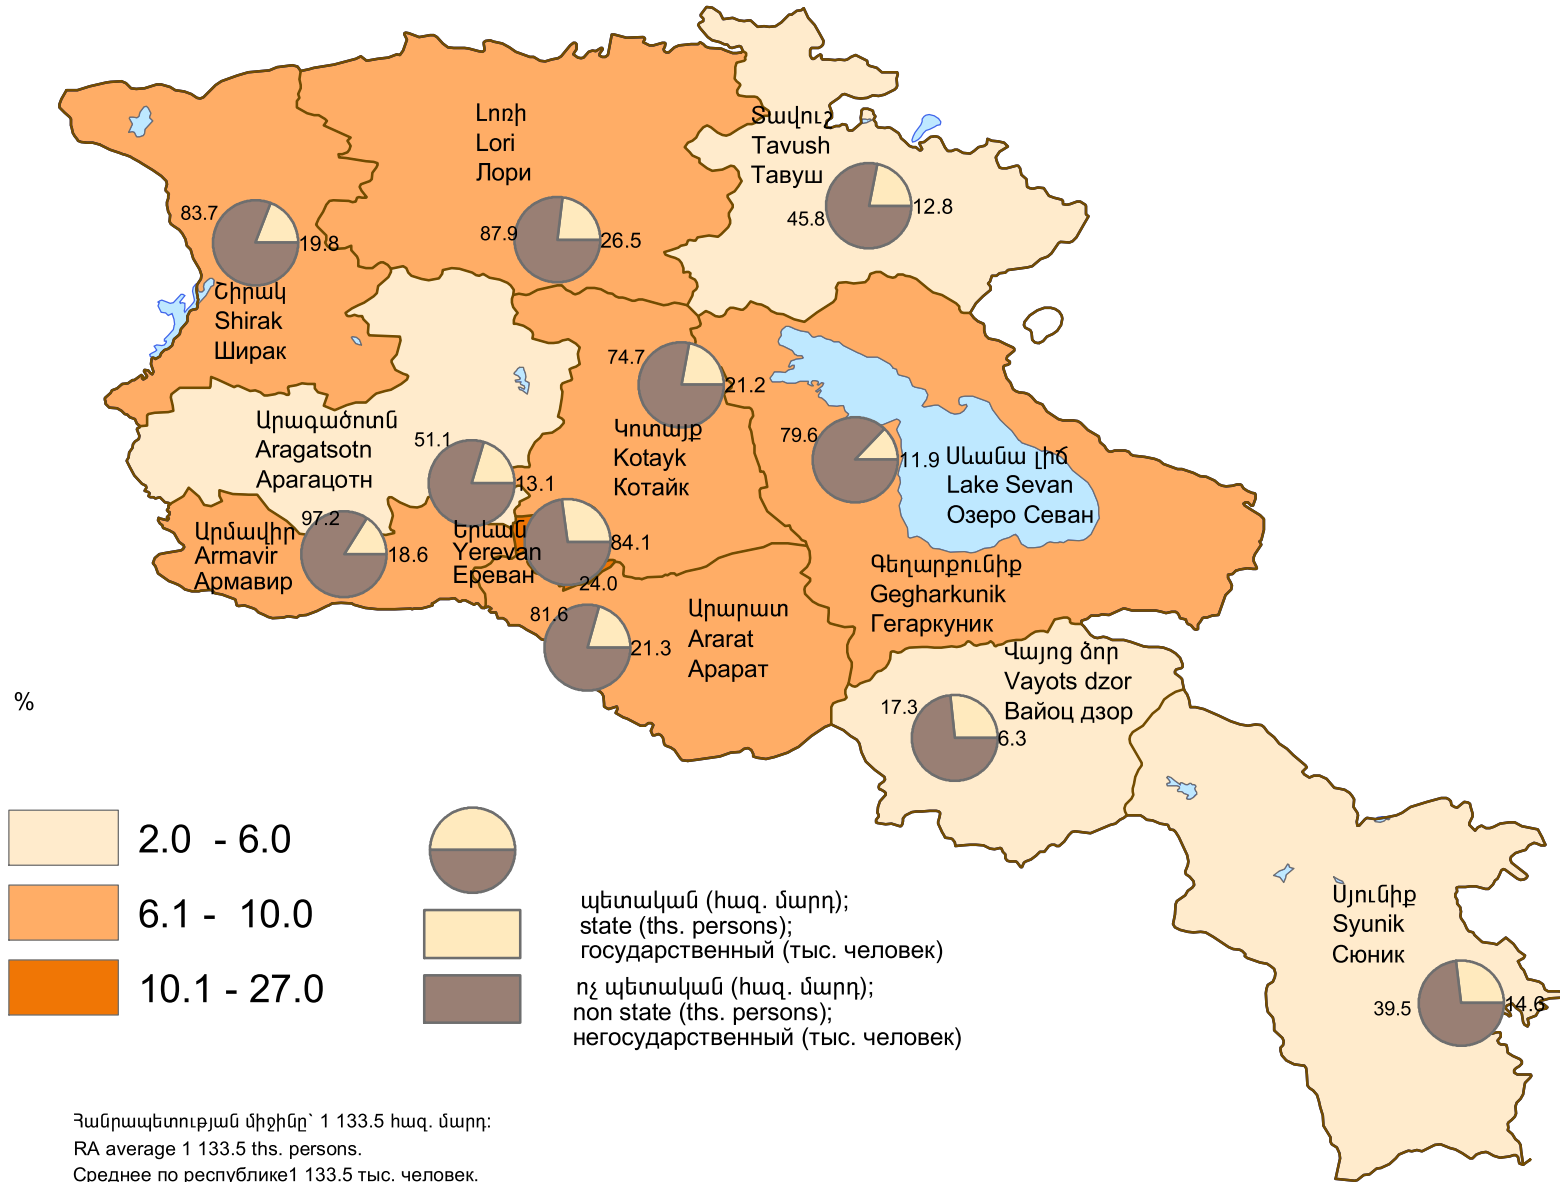 Լոռի
Lori
Лори
Տավուշ
Tavush
Тавуш
83.7
19.8
87.9
26.5
45.8
12.8
Շիրակ
Shirak
Ширак
74.7
21.2
Արագածոտն
Aragatsotn
Арагацотн
51.1
13.1
Կոտայք
Kotayk
Котайк
79.6
11.9
Սևանա լիճ
Lake Sevan
Озеро Севан
Արմավիր
Armavir
Армавир
97.2
18.6
Երևան
Yerevan
Ереван
84.1
24.0
Գեղարքունիք
Gegharkunik
Гегаркуник
81.6
21.3
Արարատ
Ararat
Арарат
Վայոց ձոր
Vayots dzor
Вайоц дзор
17.3
6.3
%
Սյունիք
Syunik
Сюник
39.5
14.6
2.0 - 6.0
6.1 - 10.0
10.1 - 27.0
պետական (հազ. մարդ);
state (ths. persons);
государственный (тыс. человек)
ոչ պետական (հազ. մարդ);
non state (ths. persons);
негосударственный (тыс. человек)
Հանրապետության միջինը` 1 133.5 հազ. մարդ:
RA average 1 133.5 ths. persons.
Среднее по республике1 133.5 тыс. человек.